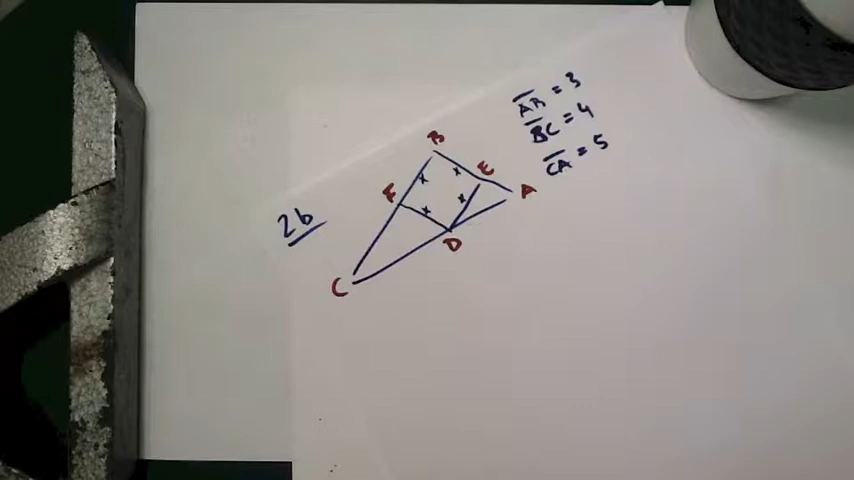 2b
B
E
A
F
D
C
x
x
x
x
AB = 3
BC = 4
CA = 5